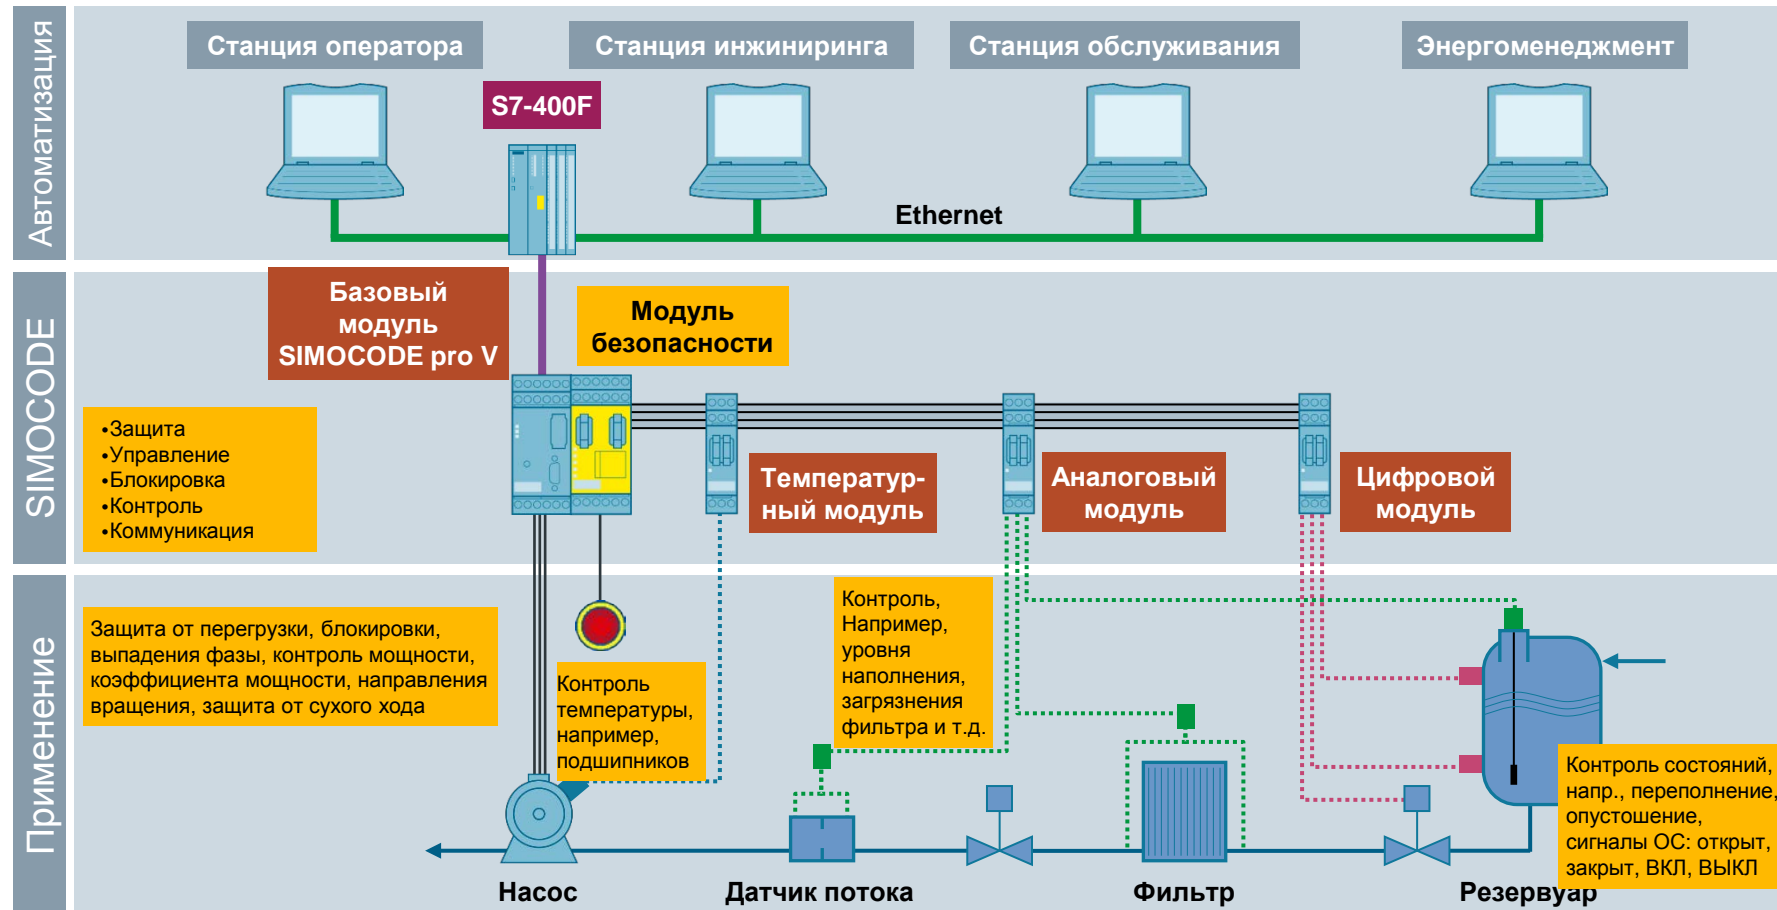 Автоматизация
Станция оператора
Станция инжиниринга
Станция обслуживания
Энергоменеджмент
S7-400F
Ethernet
SIMOCODE
Базовый
модуль
SIMOCODE pro V
Модуль
безопасности
•Защита
•Управление
•Блокировка
•Контроль
•Коммуникация
Температур-
ный модуль
Аналоговый
модуль
Цифровой
модуль
Применение
Защита от перегрузки, блокировки,
выпадения фазы, контроль мощности,
коэффициента мощности, направления
вращения, защита от сухого хода
Контроль
температуры,
например,
подшипников
Контроль,
Например,
уровня
наполнения,
загрязнения
фильтра и т.д.
Контроль состояний,
напр., переполнение,
опустошение,
сигналы ОС: открыт,
закрыт, ВКЛ, ВЫКЛ
Насос
Датчик потока
Фильтр
Резервуар